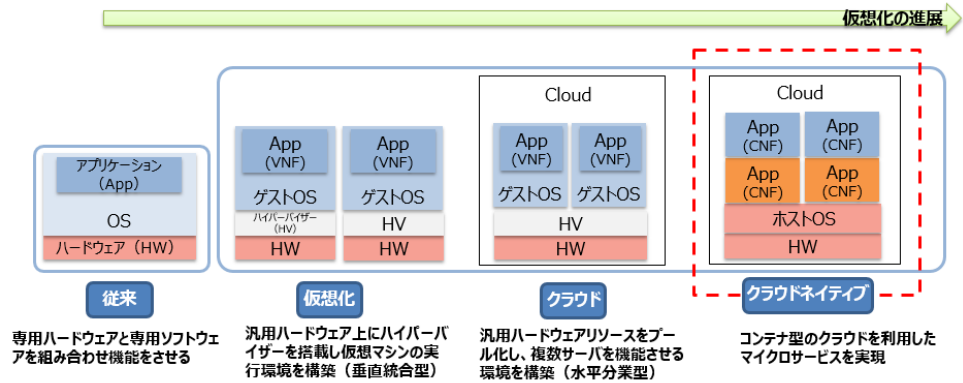 仮想化の進展
Cloud
Cloud
App
(VNF)
App
(VNF)
App
(VNF)
App
(VNF)
App
(CNF)
App
(CNF)
アプリケーション
（App）
ゲストOS
ゲストOS
ゲストOS
ゲストOS
App
(CNF)
App
(CNF)
OS
ハイパーバイザー
（HV）
HV
HV
ホストOS
ハードウェア（HW）
HW
HW
HW
HW
従来
仮想化
クラウド
クラウドネイティブ
専用ハードウェアと専用ソフトウェ
アを組み合わせ機能をさせる
汎用ハードウェア上にハイパーバ
イザーを搭載し仮想マシンの実
行環境を構築（垂直統合型）
汎用ハードウェアリソースをプー
ル化し、複数サーバを機能させる
環境を構築（水平分業型）
コンテナ型のクラウドを利用した
マイクロサービスを実現